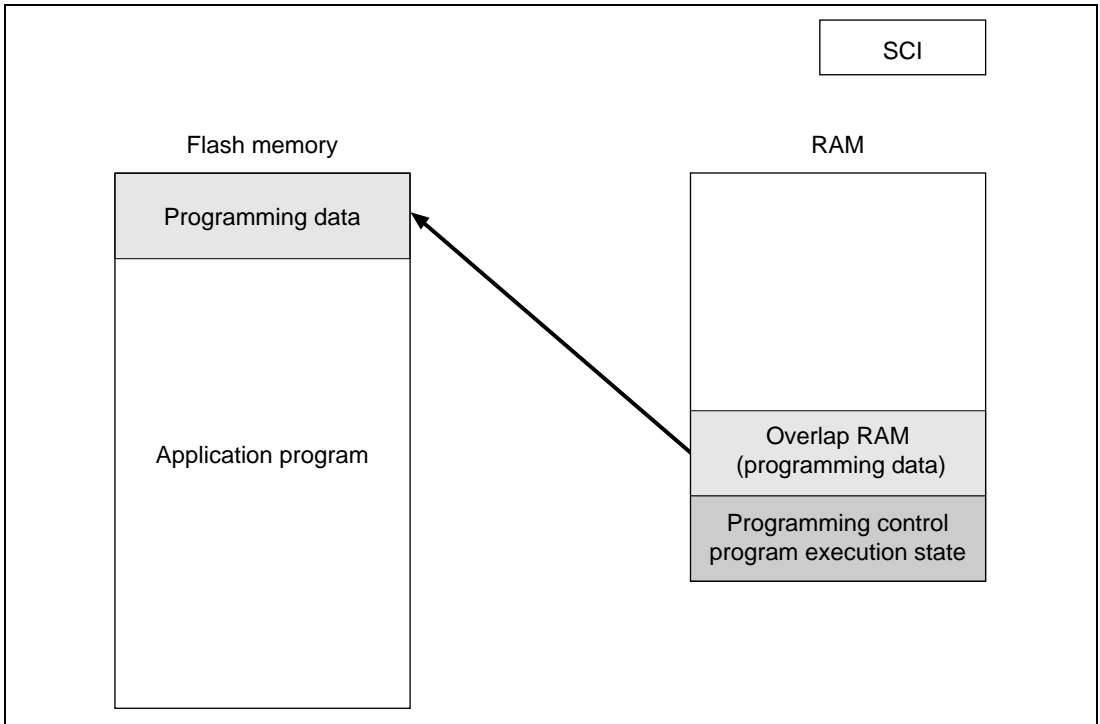 SCI
Flash memory
RAM
Programming data
Application program
Overlap RAM
(programming data)
Programming control
program execution state